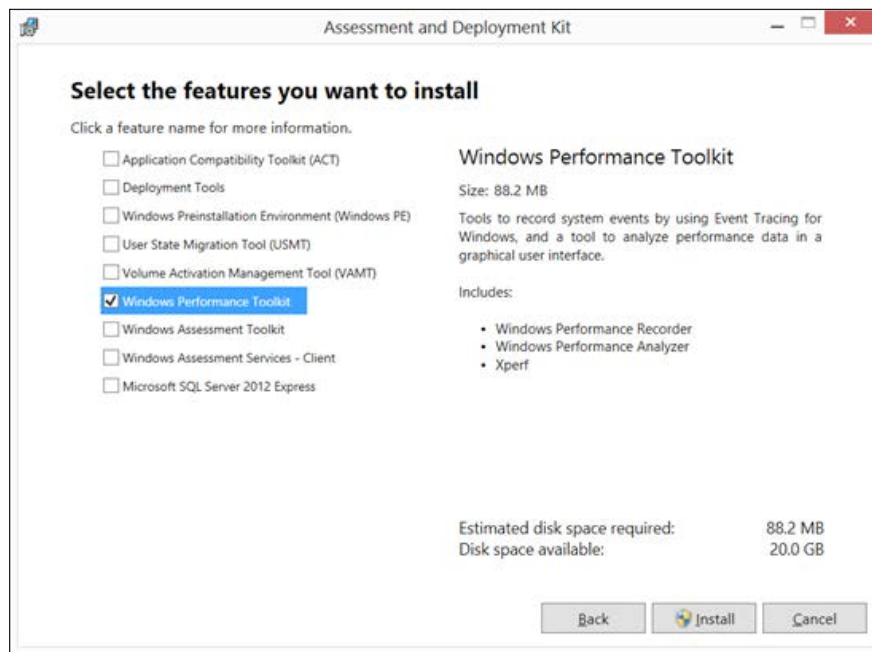 Assessment and Deployment Kit
Select the features you want to install
Click a feature name for more information.
Application Compatibility Toolkit (ACT)
Deployment Tools
Windows Preinstallation Environment (Windows PE)
User State Migration Tool (USMT)
Volume Activation Management Tool (VAMT)
Windows Performance Toolkit
Windows Assessment Toolkit
Windows Assessment Services - Client
Microsoft SQL Server 2012 Express
Windows Performance Toolkit
Size: 88.2 MB
Tools to record system events by using Event Tracing for
Windows, and a tool to analyze performance data in a
graphical user interface.
Includes:
• Windows Performance Recorder
• Windows Performance Analyzer
• Xperf
Estimated disk space required: 88.2 MB
Disk space available: 20.0 GB
Back Install Cancel